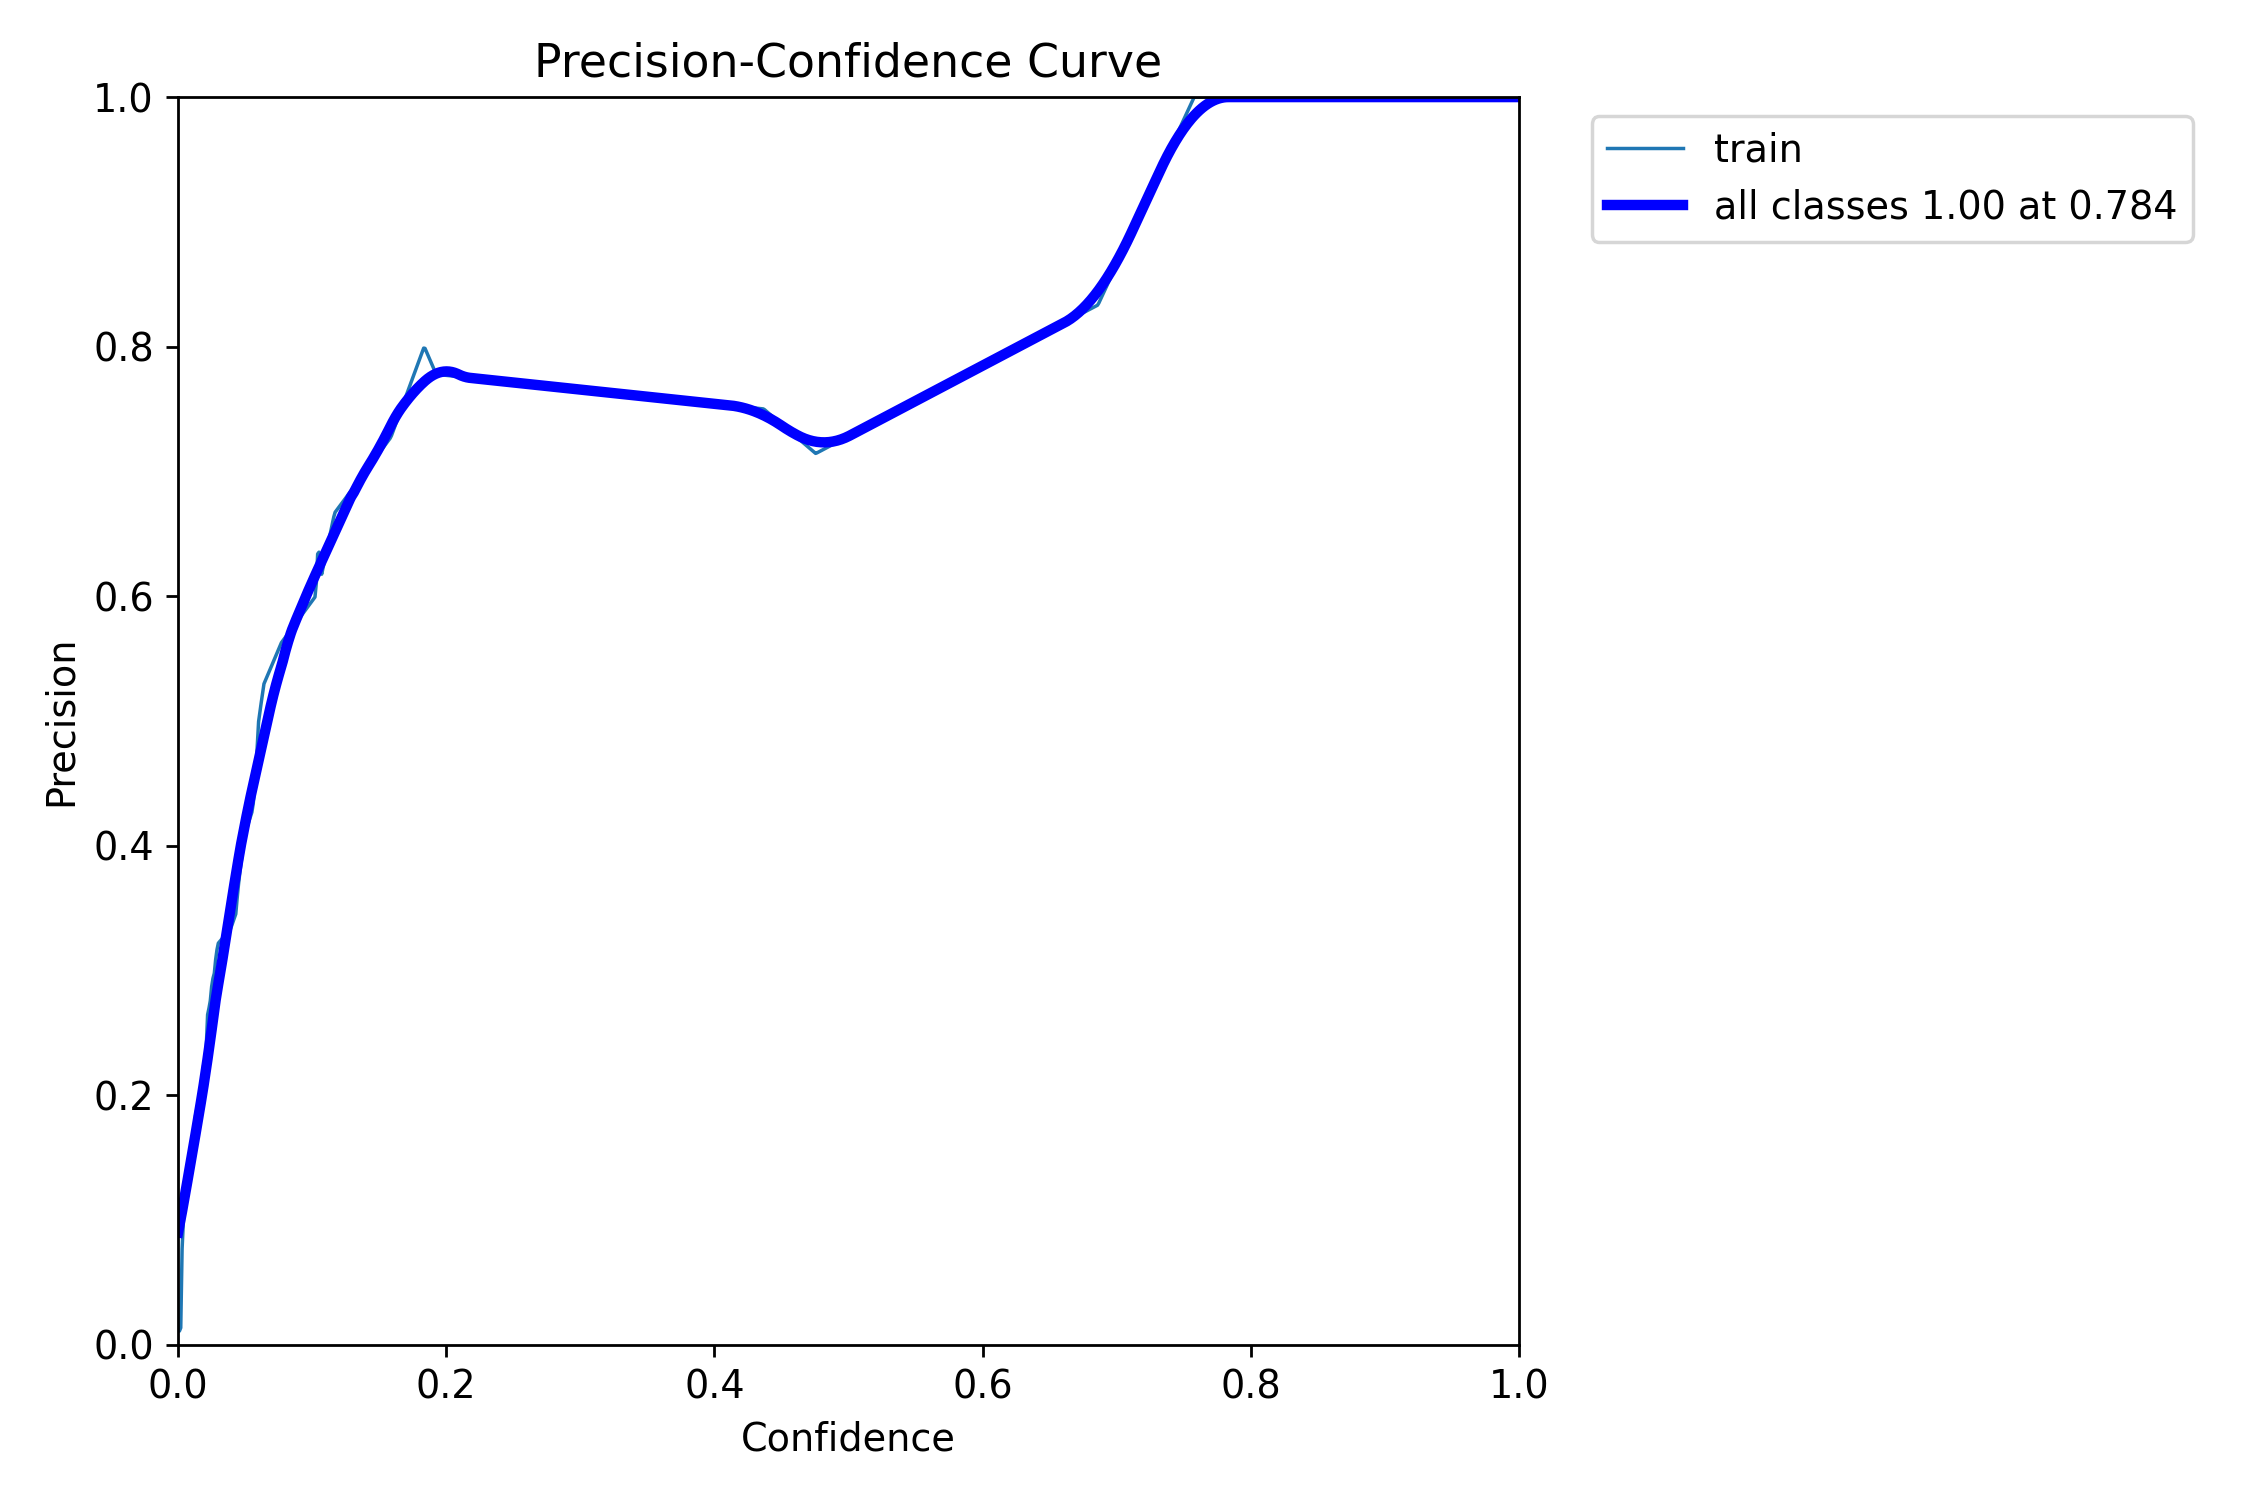 Precision-Confidence Curve
1.0
0.8
0.6
0.4
0.2
0.0
Precision
0.0 0.2 0.4 0.6 0.8 1.0
Confidence
train
all classes 1.00 at 0.784